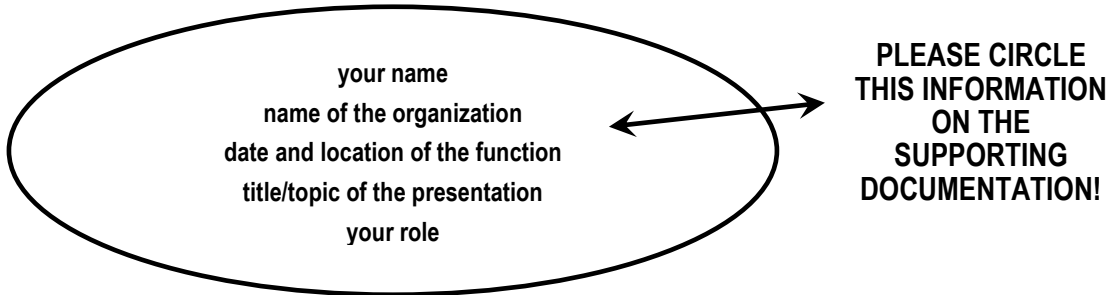 your name
name of the organization
date and location of the function
title/topic of the presentation
your role
PLEASE CIRCLE
THIS INFORMATION
ON THE
SUPPORTING
DOCUMENTATION!